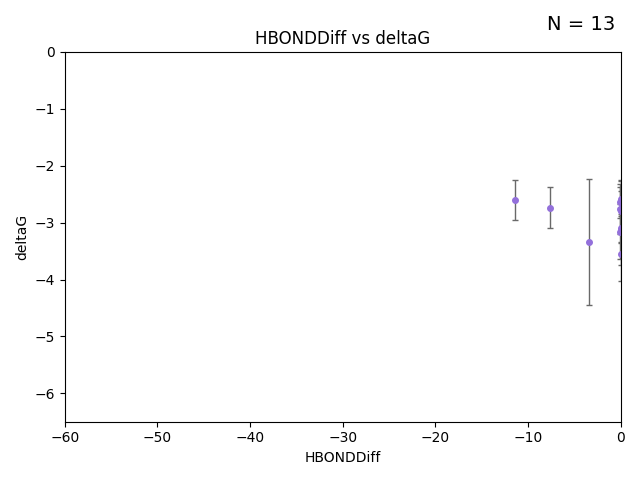 N = 13
HBONDDiff vs deltaG
deltaG
0
−1
−2
−3
−4
−5
−6
−60 −50 −40 −30 −20 −10 0
HBONDDiff